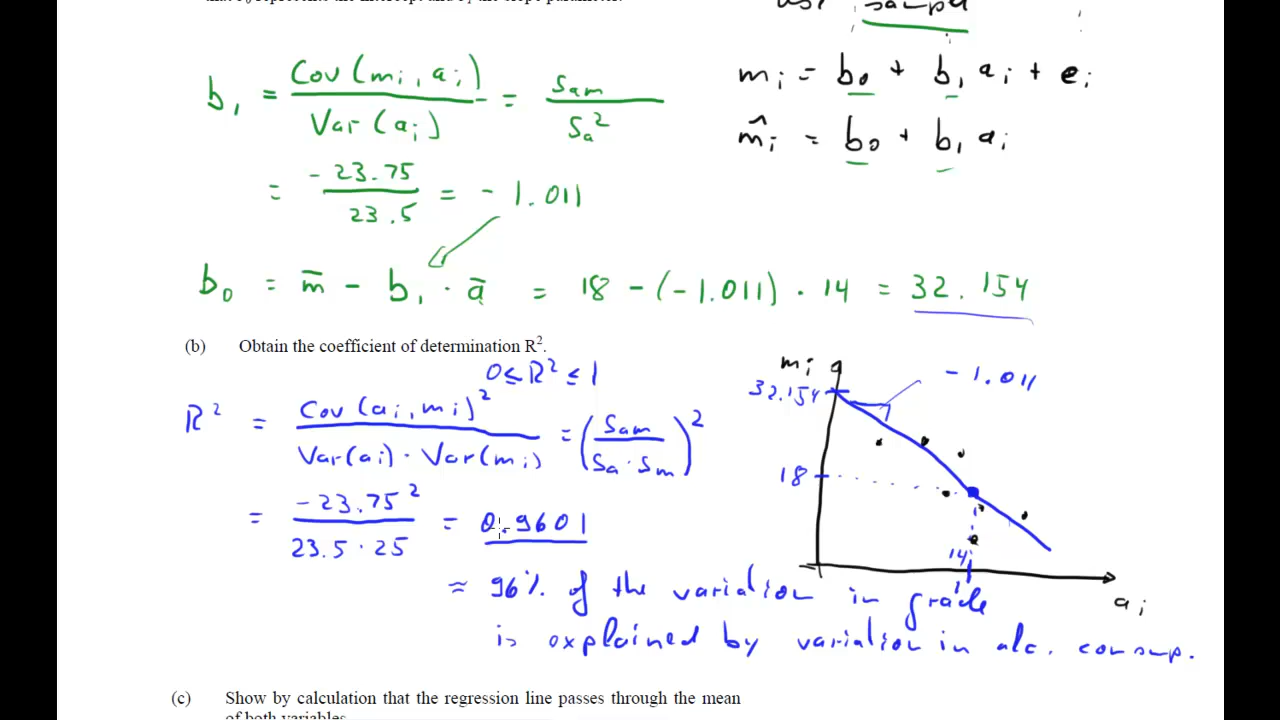 b₁ = Cov(mᵢ, aᵢ) / Var(aᵢ) = Sam / Sa²
mᵢ = b₀ + b₁ aᵢ + eᵢ
m̂ᵢ = b₀ + b₁ aᵢ
= -23.75 / 23.5 = -1.011
b₀ = m̄ - b₁ · ā = 18 - (-1.011) · 14 = 32.154
(b) Obtain the coefficient of determination R².
0 ≤ R² ≤ 1
R² = Cov(aᵢ, mᵢ)² / Var(aᵢ) · Var(mᵢ) = (Sam / Sa · Sm)²
= -23.75² / 23.5 · 25 = 0.9601
≈ 96% of the variation in grade
is explained by variation in alc. consump.
mᵢ
-1.011
32.154
18
14
aᵢ
(c) Show by calculation that the regression line passes through the mean
of both variables